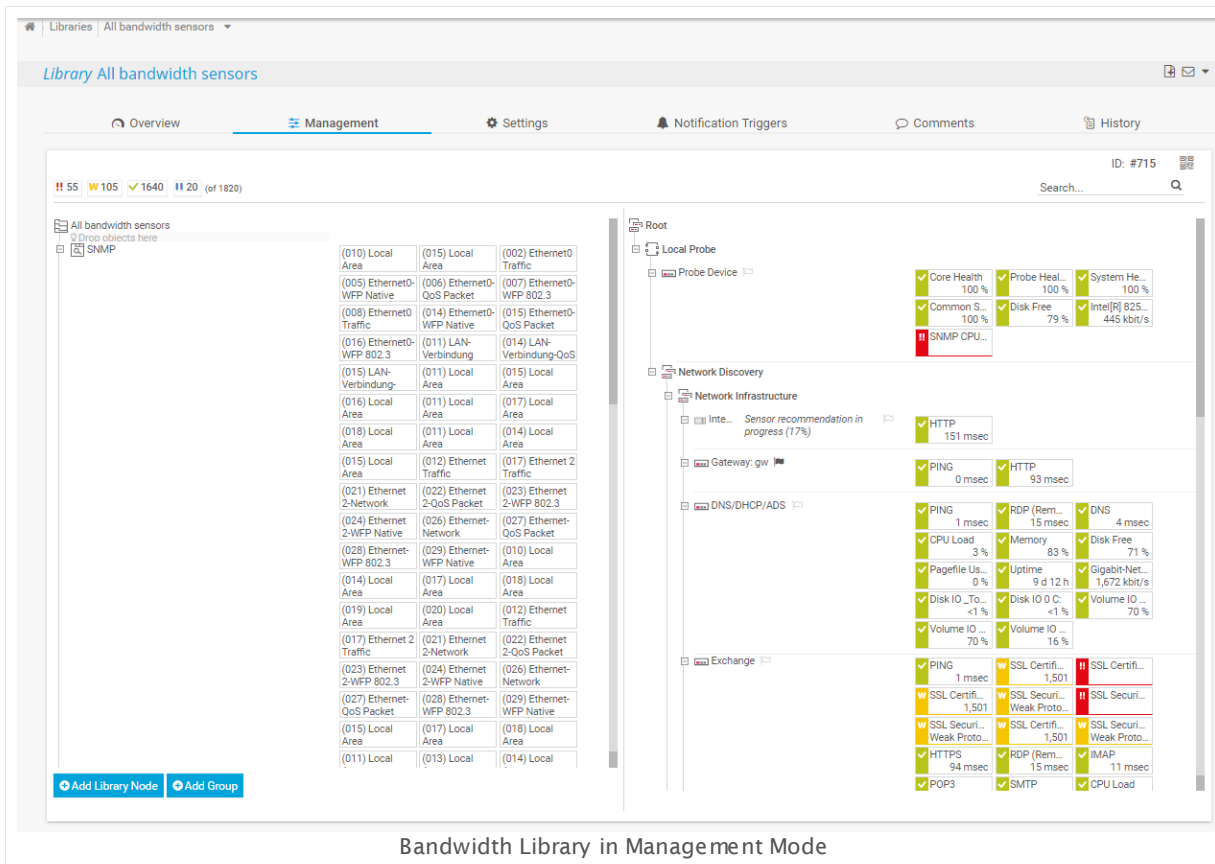 Libraries All bandwidth sensors
Library All bandwidth sensors
Overview Management Settings Notification Triggers Comments History
ID: #715
!! 55 W 105 1640 20 (of 1820)
Search...
All bandwidth sensors
Drop objects here
SNMP
(010) Local Area (015) Local Area (002) Ethernet0 Traffic
(005) Ethernet0-WFP Native (006) Ethernet0-QoS Packet (007) Ethernet0-WFP 802.3
(008) Ethernet0 Traffic (014) Ethernet0-WFP Native (015) Ethernet0-QoS Packet
(016) Ethernet0-WFP 802.3 (011) LAN-Verbindung (014) LAN-Verbindung-QoS
(015) LAN-Verbindung- (011) Local Area (015) Local Area
(016) Local Area (011) Local Area (017) Local Area
(018) Local Area (011) Local Area (014) Local Area
(015) Local Area (012) Ethernet Traffic (017) Ethernet 2 Traffic
(021) Ethernet 2-Network (022) Ethernet 2-QoS Packet (023) Ethernet 2-WFP 802.3
(024) Ethernet 2-WFP Native (026) Ethernet-Network (027) Ethernet-QoS Packet
(028) Ethernet-WFP 802.3 (029) Ethernet-WFP Native (010) Local Area
(014) Local Area (017) Local Area (018) Local Area
(019) Local Area (020) Local Area (012) Ethernet Traffic
(017) Ethernet 2 Traffic (021) Ethernet 2-Network (022) Ethernet 2-QoS Packet
(023) Ethernet 2-WFP 802.3 (024) Ethernet 2-WFP Native (026) Ethernet-Network
(027) Ethernet-QoS Packet (028) Ethernet-WFP 802.3 (029) Ethernet-WFP Native
(015) Local Area (017) Local Area (018) Local Area
(011) Local (013) Local (014) Local
Add Library Node Add Group
Root
Local Probe
Probe Device
Core Health 100 % Probe Heal... 100 % System He... 100 %
Common S... 100 % Disk Free 79 % Intel[R] 825... 445 kbit/s
!! SNMP CPU...
Network Discovery
Network Infrastructure
Inte... Sensor recommendation in progress (17%)
HTTP 151 msec
Gateway: gw
PING 0 msec HTTP 93 msec
DNS/DHCP/ADS
PING 1 msec RDP (Rem... 15 msec DNS 4 msec
CPU Load 3 % Memory 83 % Disk Free 71 %
Pagefile Us... 0 % Uptime 9 d 12 h Gigabit-Net... 1,672 kbit/s
Disk IO _To... <1 % Disk IO 0 C: <1 % Volume IO ... 70 %
Volume IO ... 70 % Volume IO ... 16 %
Exchange
PING 1 msec W SSL Certifi... 1,501 !! SSL Certifi...
W SSL Certifi... 1,501 W SSL Securi... Weak Proto... !! SSL Securi...
W SSL Securi... Weak Proto... W SSL Certifi... 1,501 W SSL Securi... Weak Proto...
HTTPS 94 msec RDP (Rem... 15 msec IMAP 11 msec
POP3 SMTP CPU Load
Bandwidth Library in Management Mode